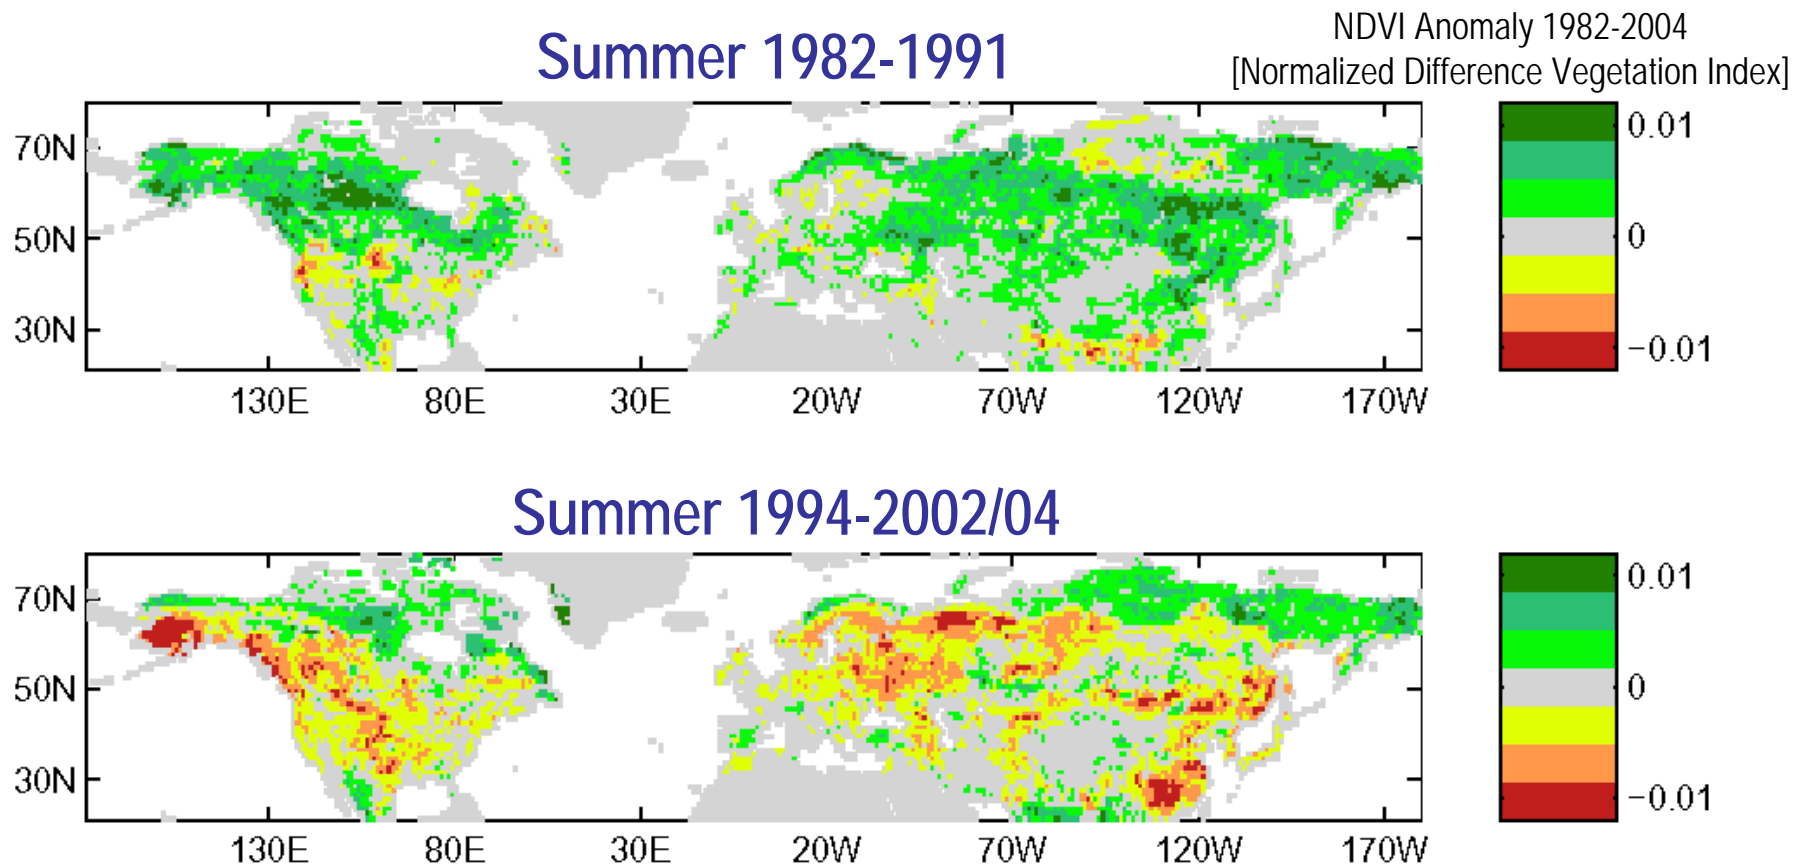 Summer 1982-1991
NDVI Anomaly 1982-2004
[Normalized Difference Vegetation Index]
70N
50N
30N
130E 80E 30E 20W 70W 120W 170W
0.01
0
−0.01
Summer 1994-2002/04
70N
50N
30N
130E 80E 30E 20W 70W 120W 170W
0.01
0
−0.01